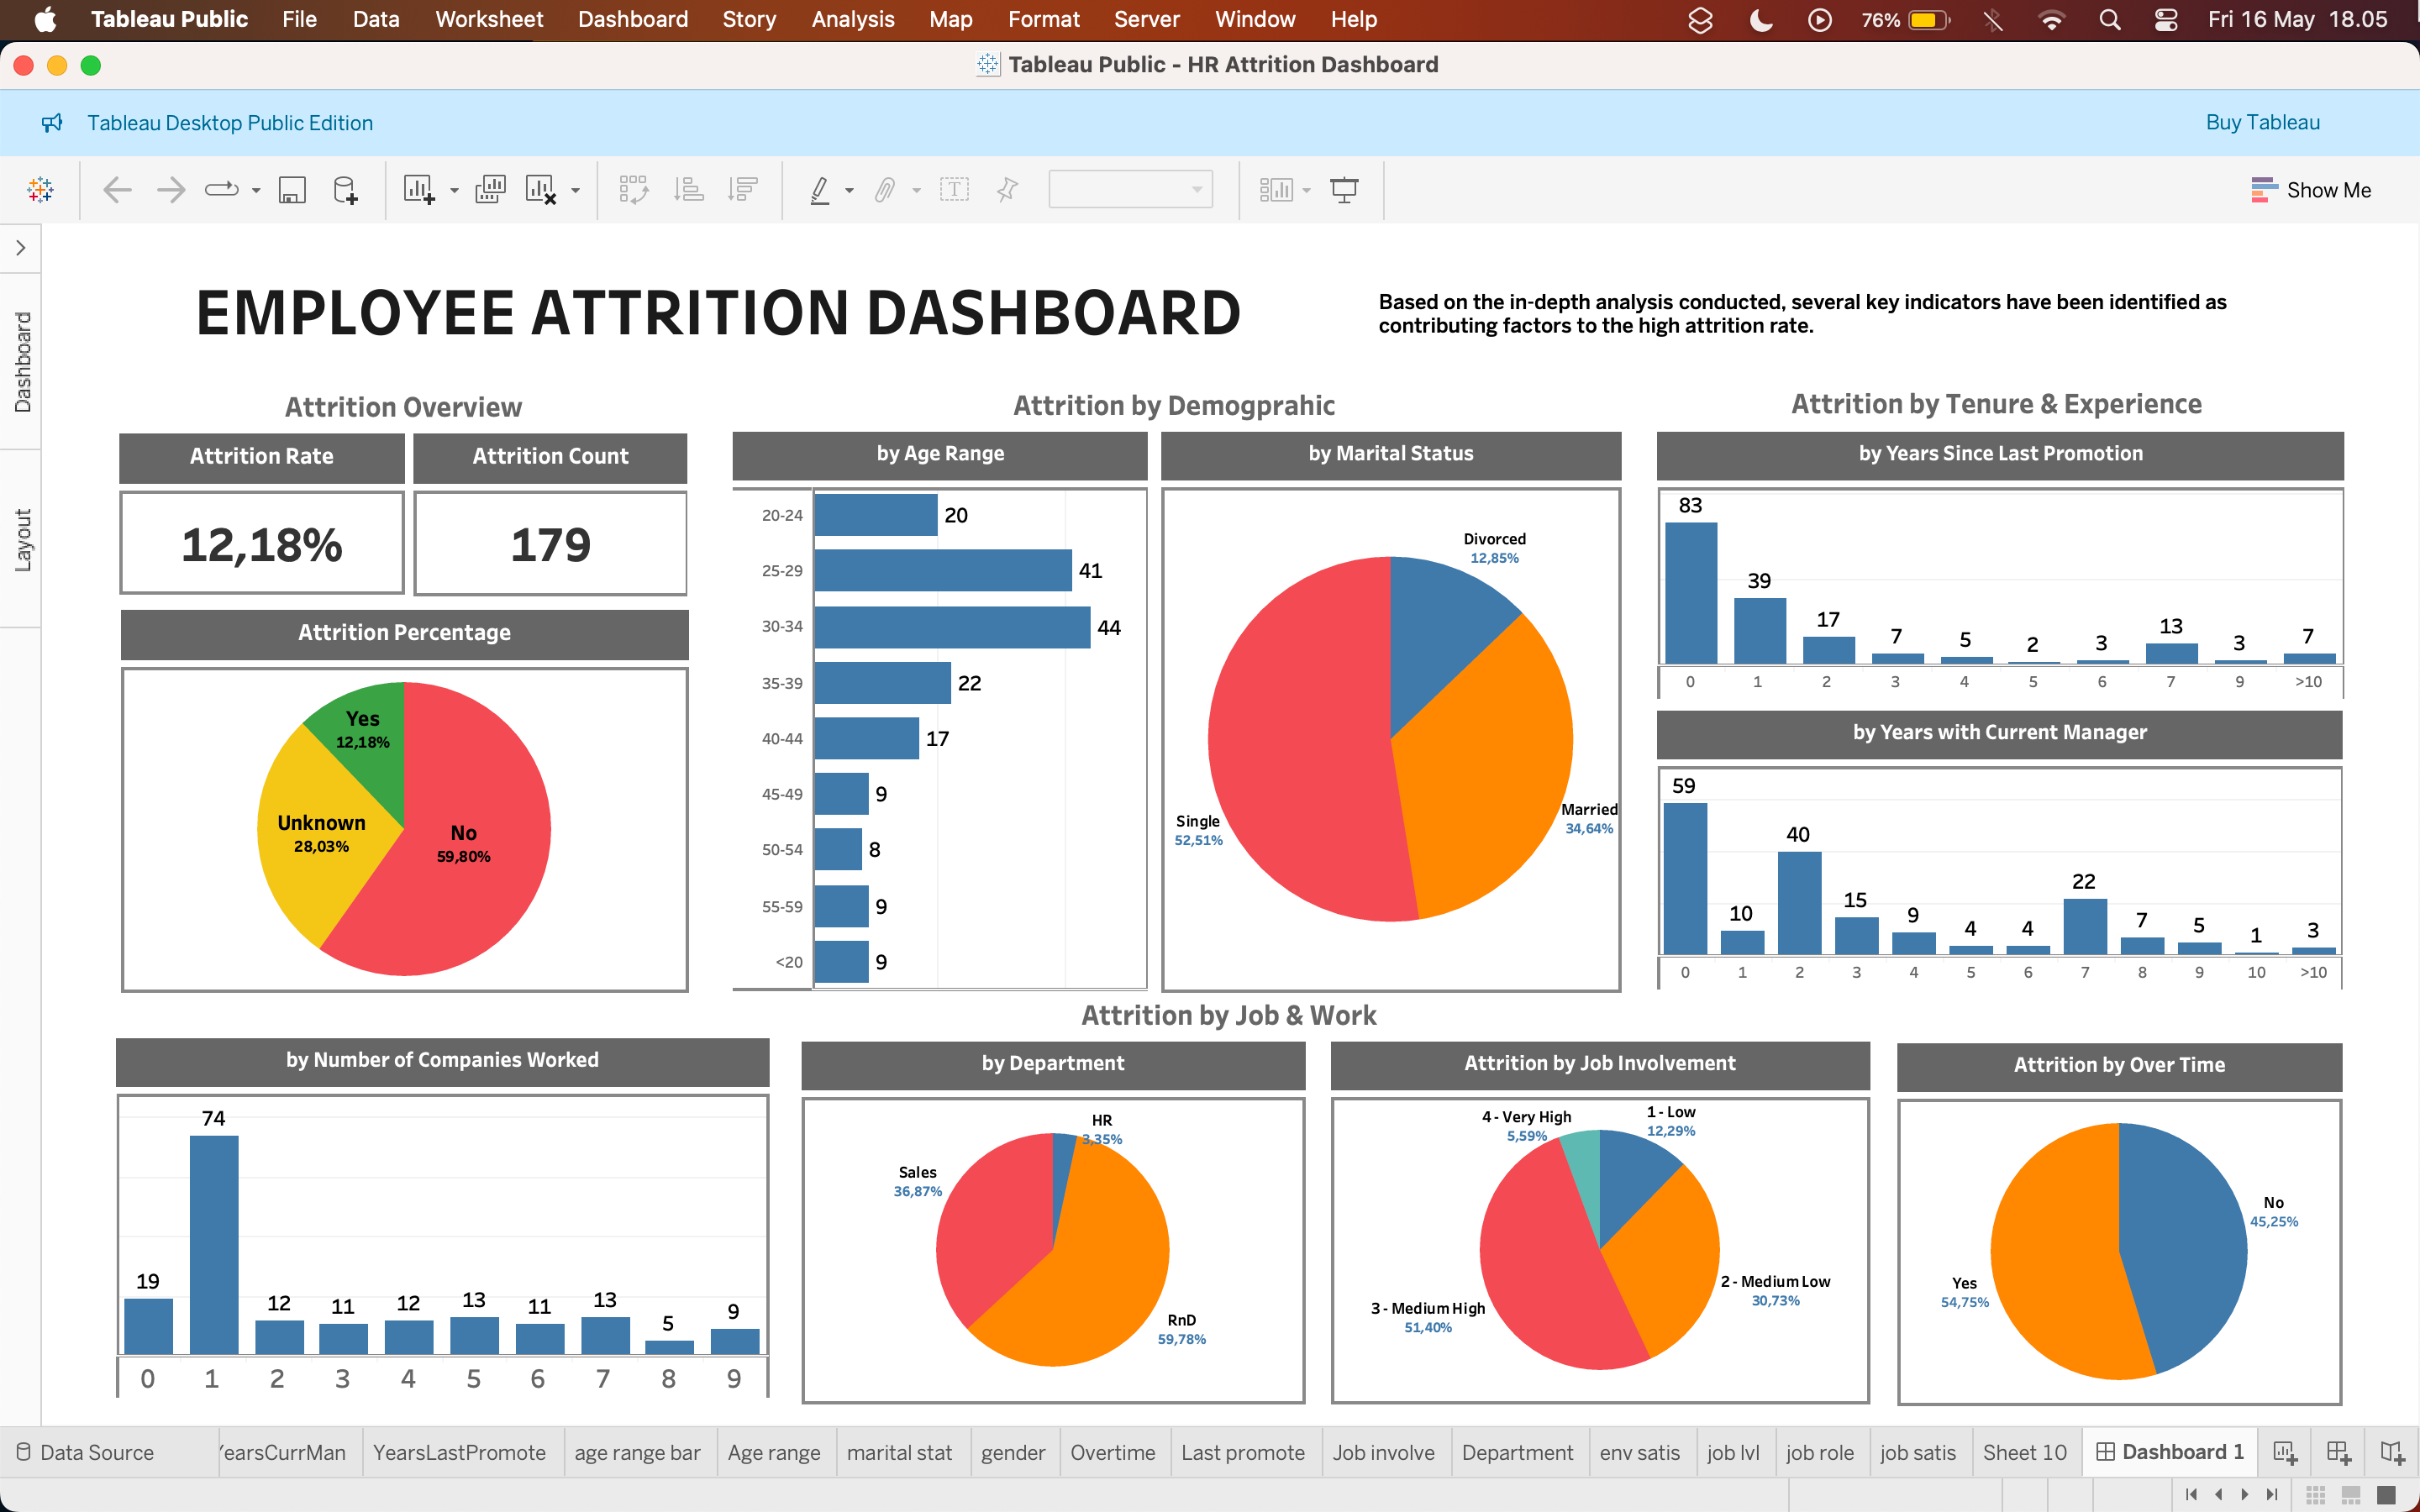 Tableau Public File Data Worksheet Dashboard Story Analysis Map Format Server Window Help 76% Fri 16 May 18.05
Tableau Public - HR Attrition Dashboard
Tableau Desktop Public Edition
Buy Tableau
Show Me
Dashboard
Layout
EMPLOYEE ATTRITION DASHBOARD
Based on the in-depth analysis conducted, several key indicators have been identified as
contributing factors to the high attrition rate.
Attrition Overview
Attrition Rate
Attrition Count
12,18%
179
Attrition Percentage
Yes
12,18%
Unknown
28,03%
No
59,80%
Attrition by Demogprahic
by Age Range
20-24 20
25-29 41
30-34 44
35-39 22
40-44 17
45-49 9
50-54 8
55-59 9
<20 9
by Marital Status
Divorced
12,85%
Married
34,64%
Single
52,51%
Attrition by Tenure & Experience
by Years Since Last Promotion
83 39 17 7 5 2 3 13 3 7
0 1 2 3 4 5 6 7 9 >10
by Years with Current Manager
59 10 40 15 9 4 4 22 7 5 1 3
0 1 2 3 4 5 6 7 8 9 10 >10
Attrition by Job & Work
by Number of Companies Worked
19 74 12 11 12 13 11 13 5 9
0 1 2 3 4 5 6 7 8 9
by Department
HR
3,35%
Sales
36,87%
RnD
59,78%
Attrition by Job Involvement
4 - Very High
5,59%
1 - Low
12,29%
2 - Medium Low
30,73%
3 - Medium High
51,40%
Attrition by Over Time
No
45,25%
Yes
54,75%
Data Source YearsCurrMan YearsLastPromote age range bar Age range marital stat gender Overtime Last promote Job involve Department env satis job lvl job role job satis Sheet 10 Dashboard 1